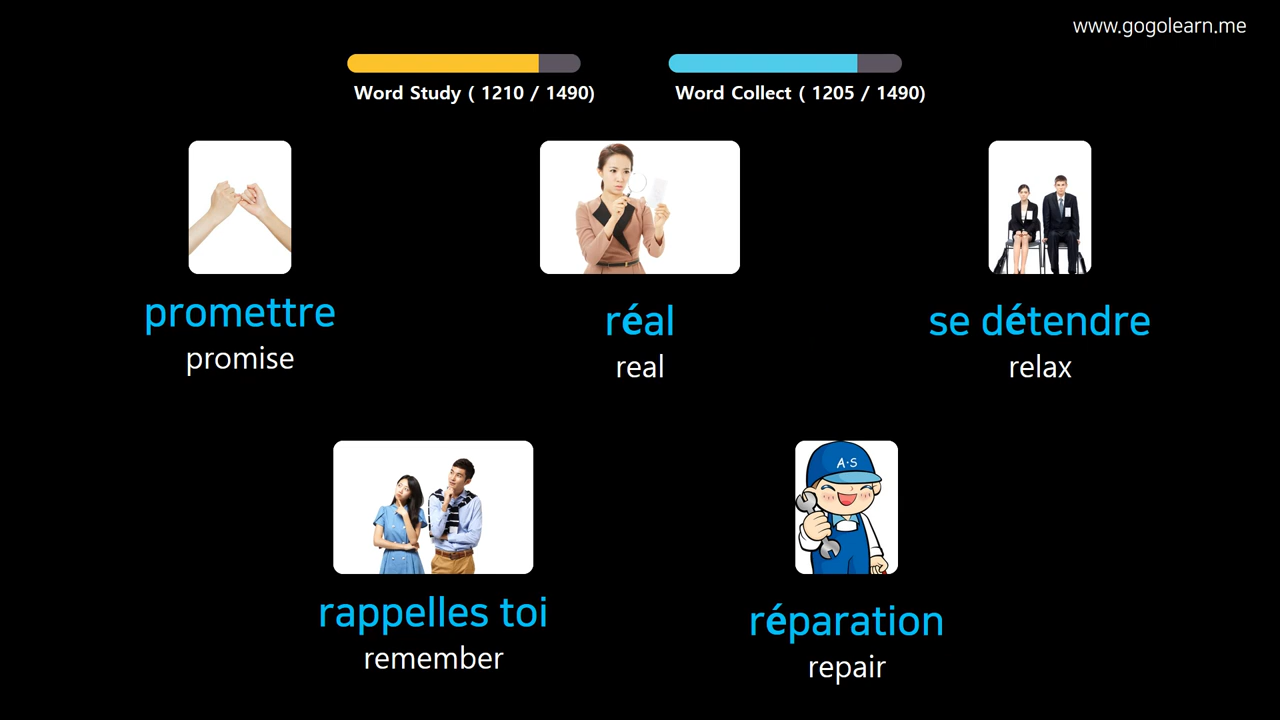 www.gogolearn.me
Word Study ( 1210 / 1490)
Word Collect ( 1205 / 1490)
promettre
promise
réal
real
se détendre
relax
A·S
rappelles toi
remember
réparation
repair